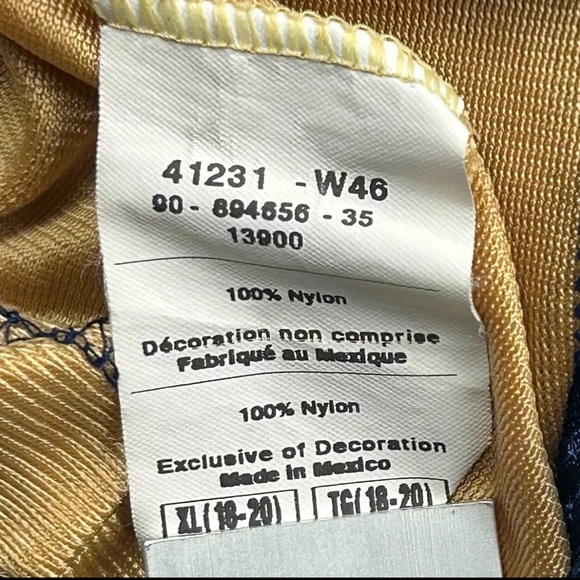 41231 -W46
90- 894656 - 35
13900
100% Nylon
Décoration non comprise
Fabriqué au Mexique
100% Nylon
Exclusive of Decoration
Made in Mexico
XL(18-20) TG(18-20)